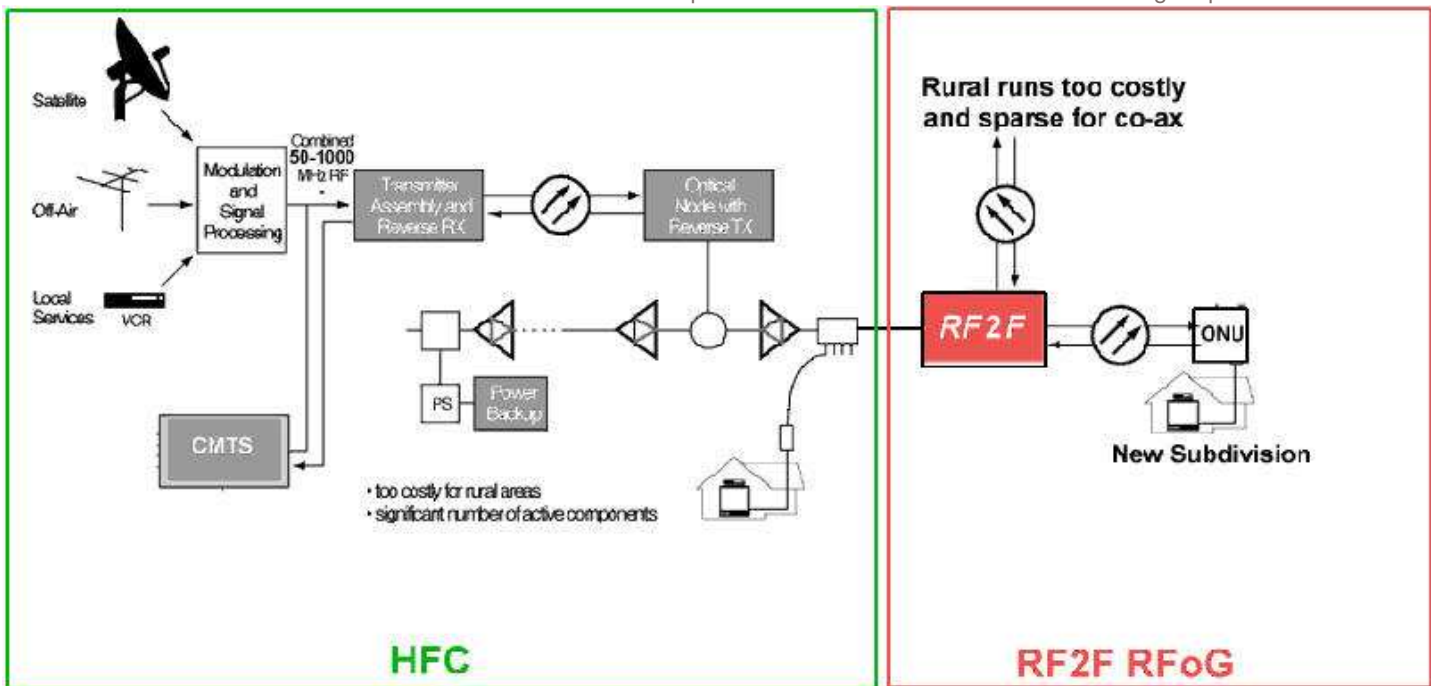 Satellite
Off-Air
Local
Services
VCR
Modulation
and
Signal
Processing
Combined
50-1000
MHz RF
Transmitter
Assembly and
Reverse RX
Optical
Node with
Reverse TX
PS
Power
Backup
CMTS
• too costly for rural areas
• significant number of active components
HFC
Rural runs too costly
and sparse for co-ax
RF2F
ONU
New Subdivision
RF2F RFoG